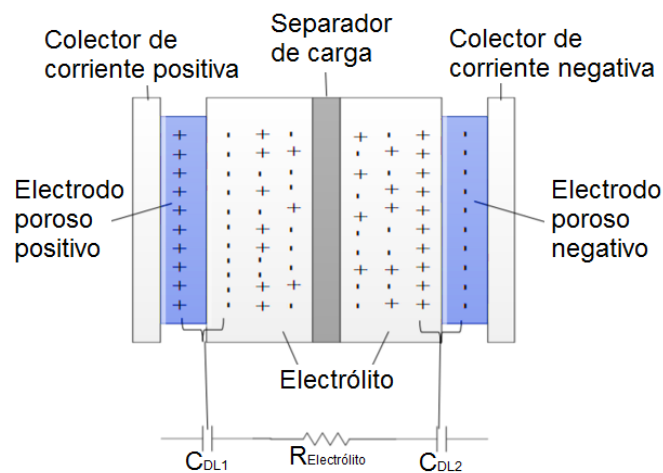 Colector de
corriente positiva
Separador
de carga
Colector de
corriente negativa
Electrodo
poroso
positivo
Electrodo
poroso
negativo
Electrólito
CDL1
RElectrólito
CDL2